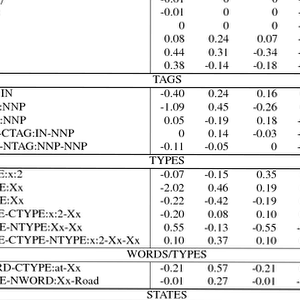 -0.01 0 0
0 0 0
0.08 0.24 0.07
0.44 0.31 -0.34
0.38 -0.14 -0.18
TAGS
IN -0.40 0.24 0.16
:NNP -1.09 0.45 -0.26
:NNP 0.05 -0.19 0.18
-CTAG:IN-NNP 0 0.14 -0.03
-NTAG:NNP-NNP -0.11 -0.05 0
TYPES
E:x:2 -0.07 -0.15 0.35
E:Xx -2.02 0.46 0.19
E:Xx -0.22 -0.42 -0.19
E-CTYPE:x:2-Xx -0.20 0.08 0.10
E-NTYPE:Xx-Xx 0.55 -0.13 -0.55
E-CTYPE-NTYPE:x:2-Xx-Xx 0.10 0.37 0.10
WORDS/TYPES
RD-CTYPE:at-Xx -0.21 0.57 -0.21
E-NWORD:Xx-Road -0.01 0.27 -0.01
STATES